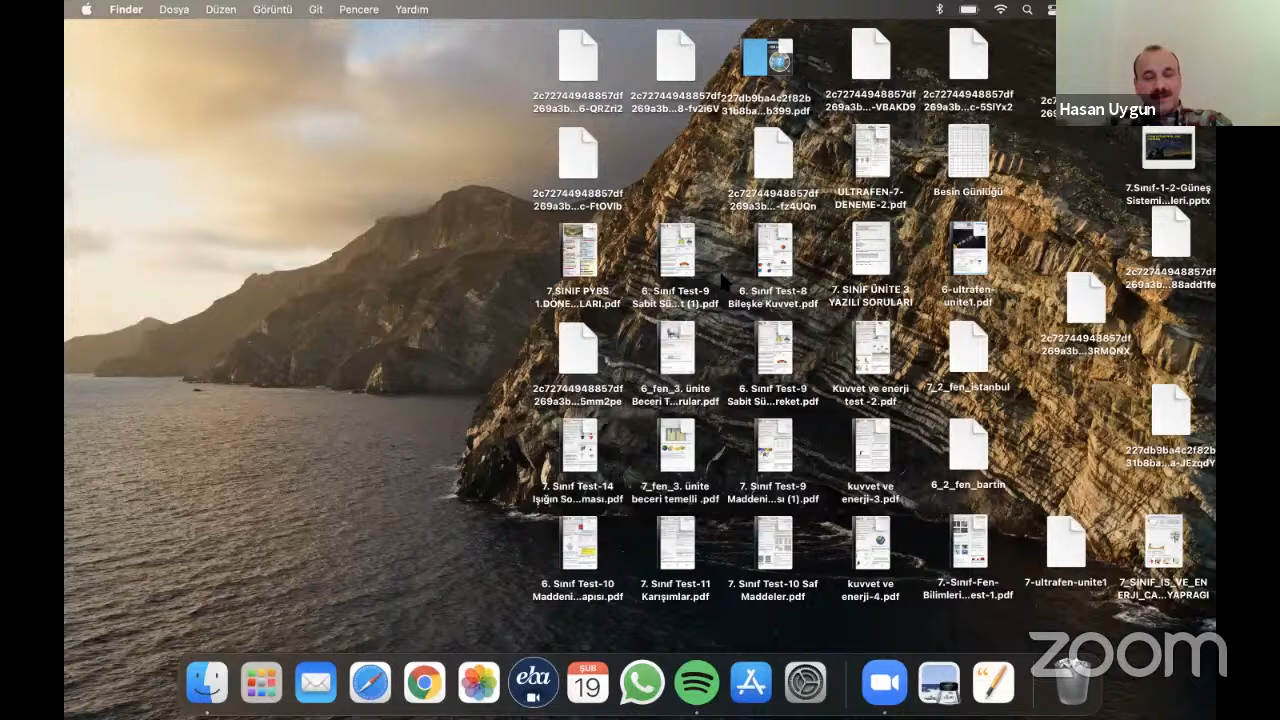 Finder Dosya Düzen Görüntü Git Pencere Yardım
Hasan Uygun
2c72744948857df
269a3b...6-QRZri2
2c72744948857df
269a3b...8-fv2i6V
227db9ba4c2f82b
31b8ba...b399.pdf
2c72744948857df
269a3b...-VBAKD9
2c72744948857df
269a3b...c-5SlYx2
2c72744948857df
269a3b...c-FtOVlb
2c72744948857df
269a3b...-fz4UQn
ULTRAFEN-7-
DENEME-2.pdf
Besin Günlüğü
7.Sınıf-1-2-Güneş
Sistemi...leri.pptx
7.SINIF PYBS
1.DÖNE...LARI.pdf
6. Sınıf Test-9
Sabit Sü...t (1).pdf
6. Sınıf Test-8
Bileşke Kuvvet.pdf
7. SINIF ÜNİTE 3
YAZILI SORULARI
6-ultrafen-
unite1.pdf
2c72744948857df
269a3b...88add1fe
2c72744948857df
269a3b...3RMQNX
2c72744948857df
269a3b...5mm2pe
6_fen_3. ünite
Beceri T...rular.pdf
6. Sınıf Test-9
Sabit Sü...reket.pdf
Kuvvet ve enerji
test -2.pdf
7_2_fen_istanbul
227db9ba4c2f82b
31b8ba...a-JEzqdY
7. Sınıf Test-14
Işığın So...ması.pdf
7_fen_3. ünite
beceri temelli .pdf
7. Sınıf Test-9
Maddeni...sı (1).pdf
kuvvet ve
enerji-3.pdf
6_2_fen_bartin
6. Sınıf Test-10
Maddeni...apısı.pdf
7. Sınıf Test-11
Karışımlar.pdf
7. Sınıf Test-10 Saf
Maddeler.pdf
kuvvet ve
enerji-4.pdf
7.-Sınıf-Fen-
Bilimleri...est-1.pdf
7-ultrafen-unite1
7_SINIF_IS_VE_EN
ERJI_CA...YAPRAGI
zoom
eba
ŞUB
19